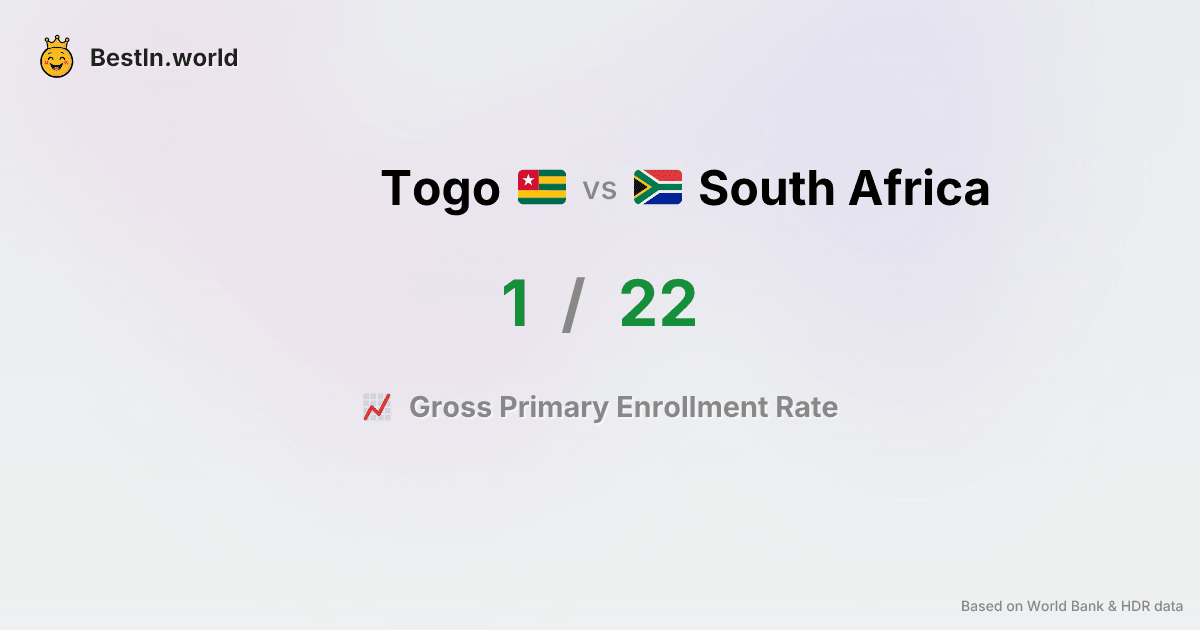 BestIn.world
Togo vs South Africa
1 / 22
Gross Primary Enrollment Rate
Based on World Bank & HDR data